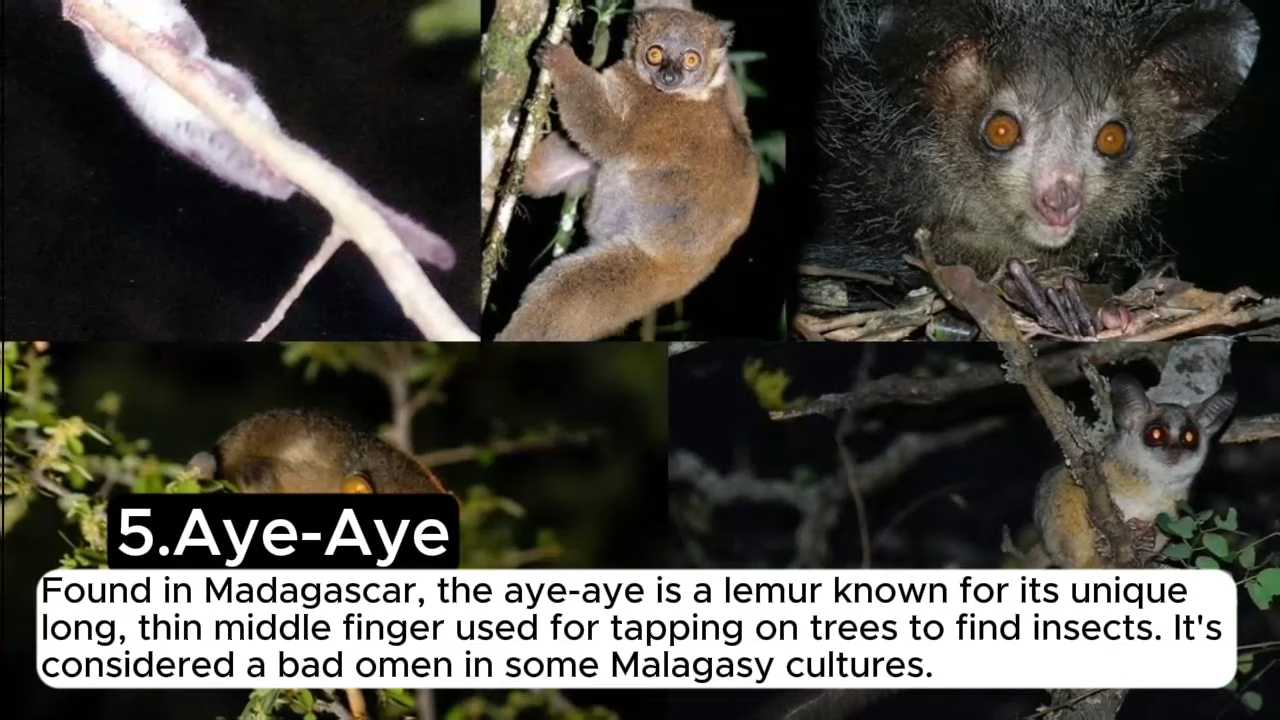 5.Aye-Aye
Found in Madagascar, the aye-aye is a lemur known for its unique
long, thin middle finger used for tapping on trees to find insects. It's
considered a bad omen in some Malagasy cultures.